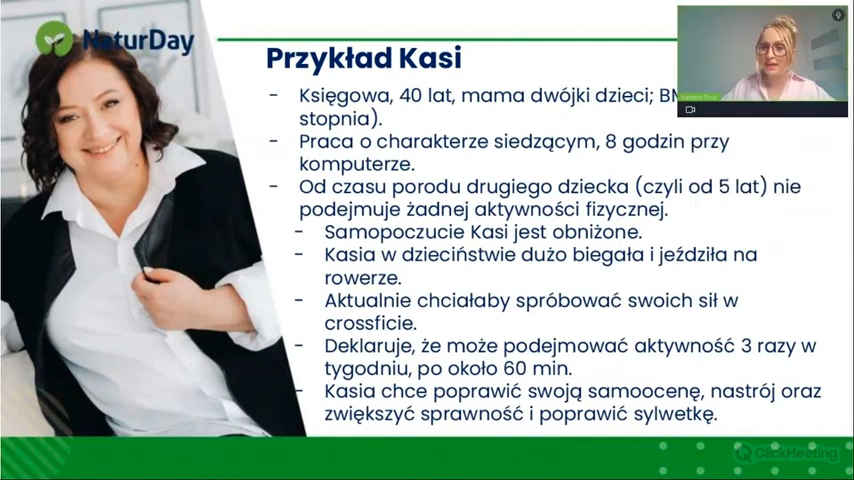 NaturDay
Przykład Kasi
- Księgowa, 40 lat, mama dwójki dzieci;
stopnia).
- Praca o charakterze siedzącym, 8 godzin przy
komputerze.
- Od czasu porodu drugiego dziecka (czyli od 5 lat) nie
podejmuje żadnej aktywności fizycznej.
- Samopoczucie Kasi jest obniżone.
- Kasia w dzieciństwie dużo biegała i jeździła na
rowerze.
- Aktualnie chciałaby spróbować swoich sił w
crossficie.
- Deklaruje, że może podejmować aktywność 3 razy w
tygodniu, po około 60 min.
- Kasia chce poprawić swoją samoocenę, nastrój oraz
zwiększyć sprawność i poprawić sylwetkę.
ClickMeeting